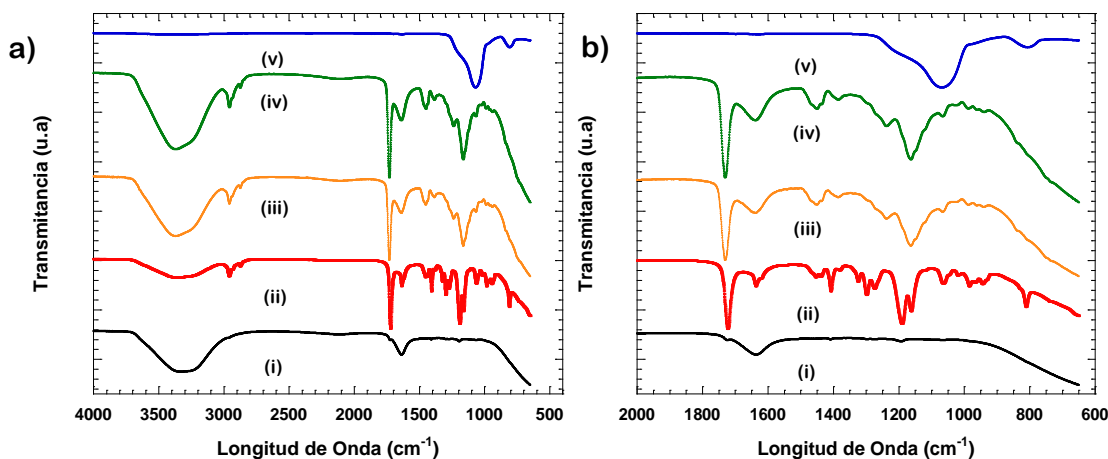 a)
Transmitancia (u.a)
(v)
(iv)
(iii)
(ii)
(i)
4000 3500 3000 2500 2000 1500 1000 500
Longitud de Onda (cm⁻¹)
b)
Transmitancia (u.a)
(v)
(iv)
(iii)
(ii)
(i)
2000 1800 1600 1400 1200 1000 800 600
Longitud de Onda (cm⁻¹)